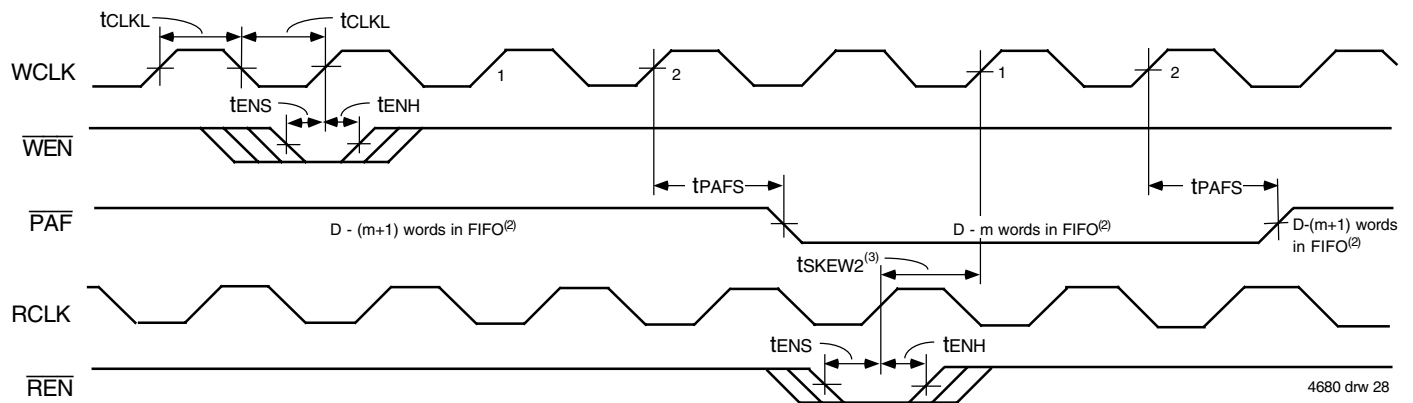 tCLKL tCLKL
WCLK 1 2 1 2
tENS tENH
WEN
tPAFS tPAFS
PAF
D - (m+1) words in FIFO(2) D - m words in FIFO(2) D-(m+1) words
in FIFO(2)
tSKEW2(3)
RCLK
tENS tENH
REN
4680 drw 28